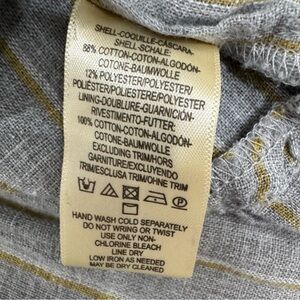 SHELL-COQUILLE-CÁSCARA-
SHELL-SCHALE:
88% COTTON-COTON-ALGODÓN-
COTONE-BAUMWOLLE
12% POLYESTER/POLYESTER/
POLIÉSTER/POLIESTERE/POLYESTER
LINING-DOUBLURE-GUARNICIÓN-
RIVESTIMENTO-FUTTER:
100% COTTON-COTON-ALGODÓN-
COTONE-BAUMWOLLE
EXCLUDING TRIM/HORS
GARNITURE/EXCLUYENDO
TRIM/ESCLUSA TRIM/OHNE TRIM
P
HAND WASH COLD SEPARATELY
DO NOT WRING OR TWIST
USE ONLY NON-
CHLORINE BLEACH
LINE DRY
LOW IRON AS NEEDED
MAY BE DRY CLEANED